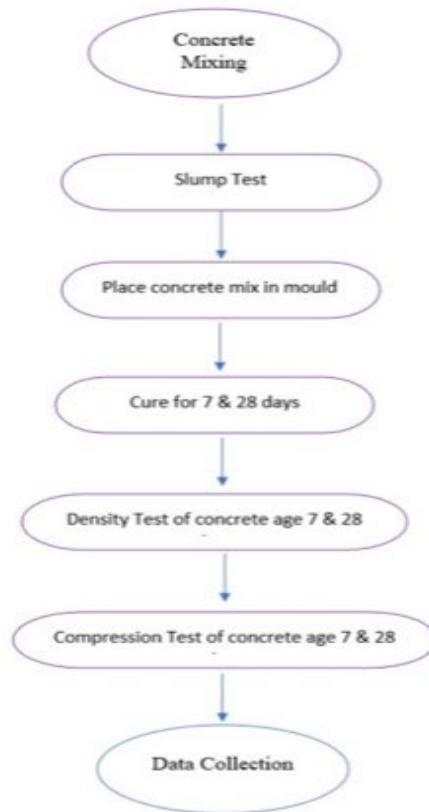 Concrete
Mixing
Slump Test
Place concrete mix in mould
Cure for 7 & 28 days
Density Test of concrete age 7 & 28
Compression Test of concrete age 7 & 28
Data Collection